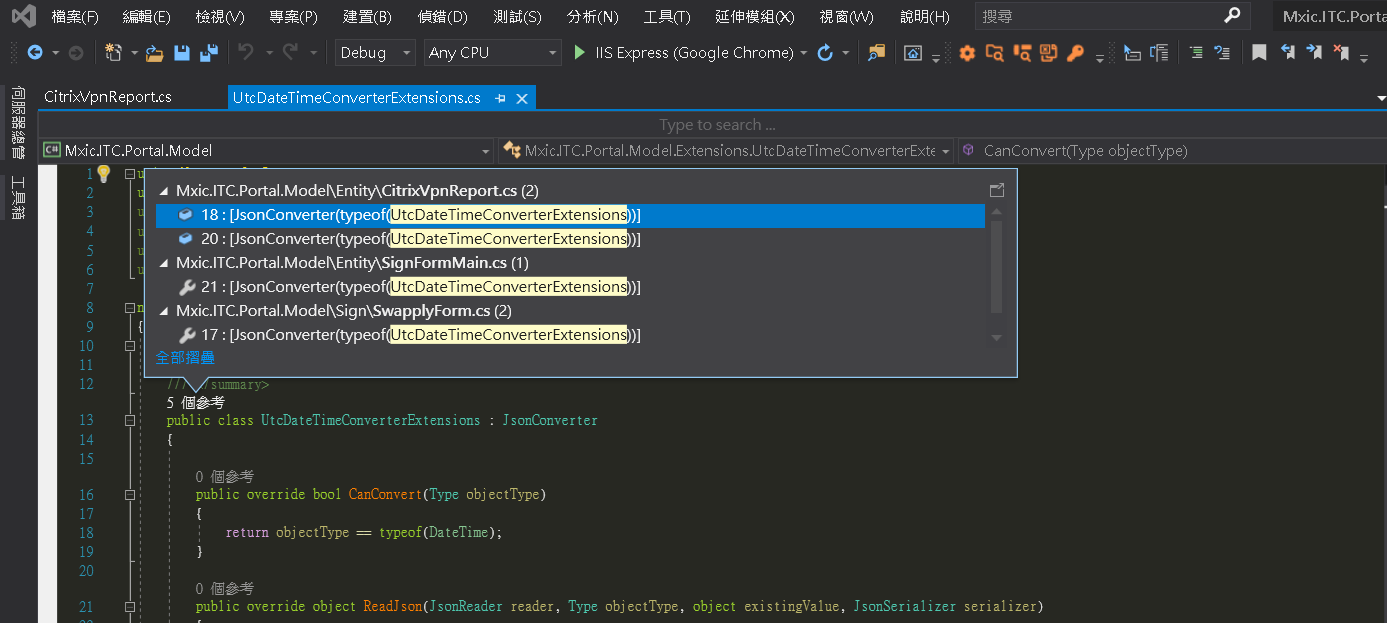 檔案(F) 編輯(E) 檢視(V) 專案(P) 建置(B) 偵錯(D) 測試(S) 分析(N) 工具(T) 延伸模組(X) 視窗(W) 說明(H) 搜尋 Mxic.ITC.Porta
Debug Any CPU IIS Express (Google Chrome)
伺服器總管
工具箱
CitrixVpnReport.cs UtcDateTimeConverterExtensions.cs
Type to search ...
C# Mxic.ITC.Portal.Model Mxic.ITC.Portal.Model.Extensions.UtcDateTimeConverterExte CanConvert(Type objectType)
1 u
Mxic.ITC.Portal.Model\Entity\CitrixVpnReport.cs (2)
2 u
18 : [JsonConverter(typeof(UtcDateTimeConverterExtensions))]
3 u
20 : [JsonConverter(typeof(UtcDateTimeConverterExtensions))]
4 u
5 u
Mxic.ITC.Portal.Model\Entity\SignFormMain.cs (1)
6 u
21 : [JsonConverter(typeof(UtcDateTimeConverterExtensions))]
7
8 n
Mxic.ITC.Portal.Model\Sign\SwapplyForm.cs (2)
9 {
17 : [JsonConverter(typeof(UtcDateTimeConverterExtensions))]
10
全部摺疊
11
12 /// /summary>
5 個參考
13 public class UtcDateTimeConverterExtensions : JsonConverter
14 {
15
0 個參考
16 public override bool CanConvert(Type objectType)
17 {
18 return objectType == typeof(DateTime);
19 }
20
0 個參考
21 public override object ReadJson(JsonReader reader, Type objectType, object existingValue, JsonSerializer serializer)